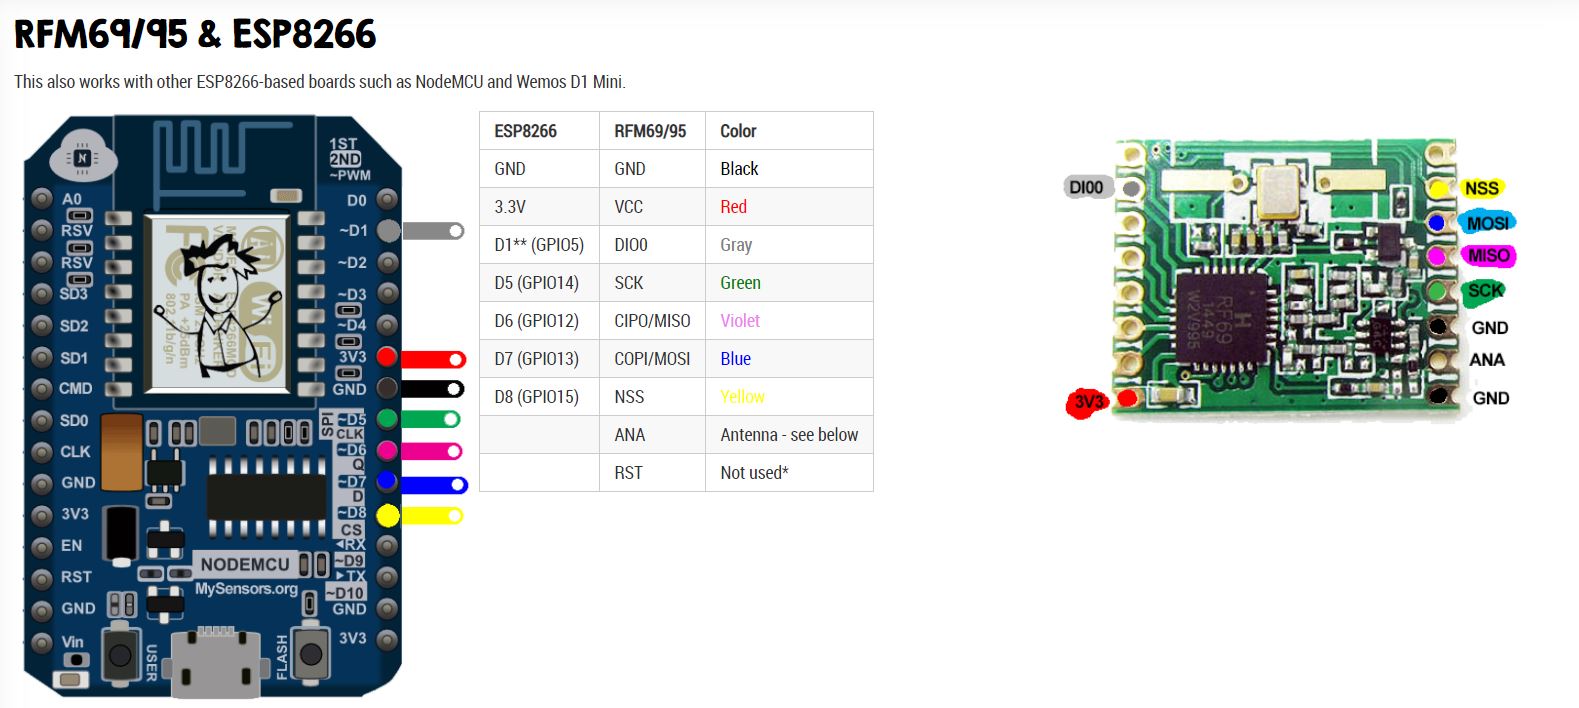 RFM69/95 & ESP8266
This also works with other ESP8266-based boards such as NodeMCU and Wemos D1 Mini.
N
1ST
2ND
~PWM
A0
RSV
RSV
SD3
SD2
SD1
CMD
SD0
CLK
GND
3V3
EN
RST
GND
Vin
D0
~D1
~D2
~D3
~D4
3V3
GND
SPI
~D5
CLK
~D6
Q
~D7
D
~D8
CS
RX
~D9
TX
~D10
GND
3V3
NODEMCU
MySensors.org
USER
FLASH
ESP8266 RFM69/95 Color
GND GND Black
3.3V VCC Red
D1** (GPIO5) DIO0 Gray
D5 (GPIO14) SCK Green
D6 (GPIO12) CIPO/MISO Violet
D7 (GPIO13) COPI/MOSI Blue
D8 (GPIO15) NSS Yellow
ANA Antenna - see below
RST Not used*
DI00
3V3
NSS
MOSI
MISO
SCK
GND
ANA
GND
H
RF69
1449